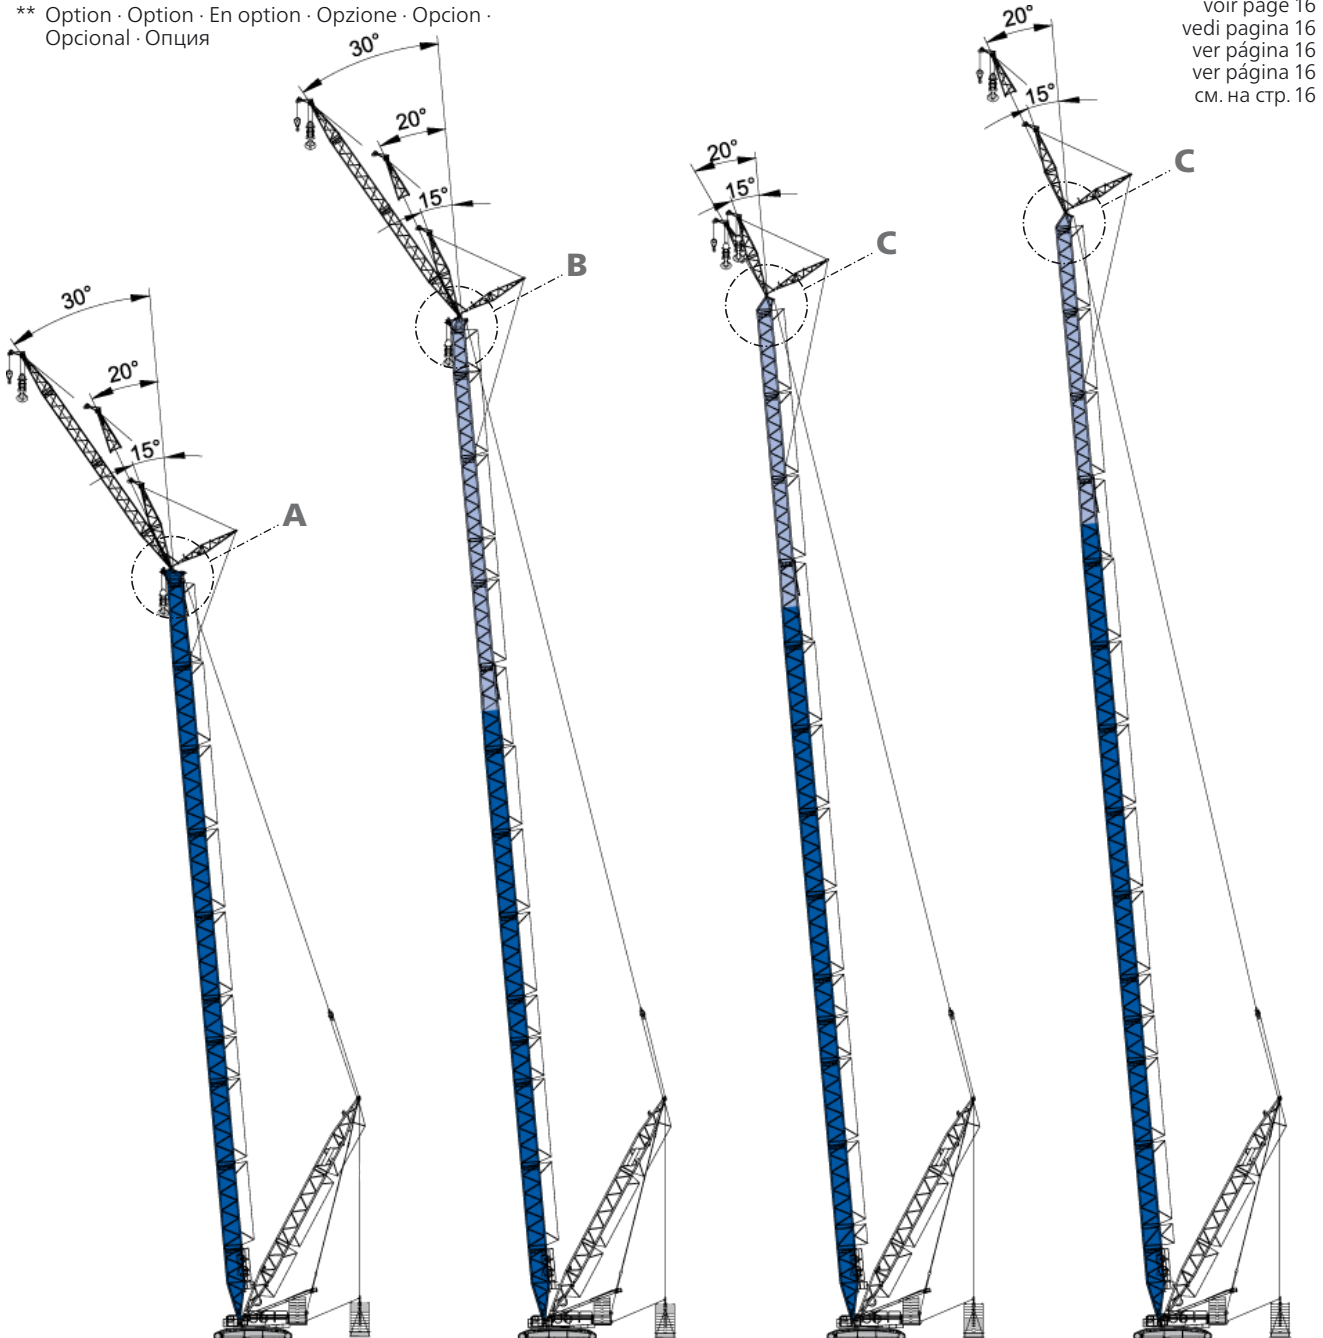 ** Option · Option · En option · Opzione · Opcion ·
Opcional · Опция
voir page 16
vedi pagina 16
ver página 16
ver página 16
см. на стр. 16
30°
20°
15°
A
30°
20°
15°
B
20°
15°
C
20°
15°
C